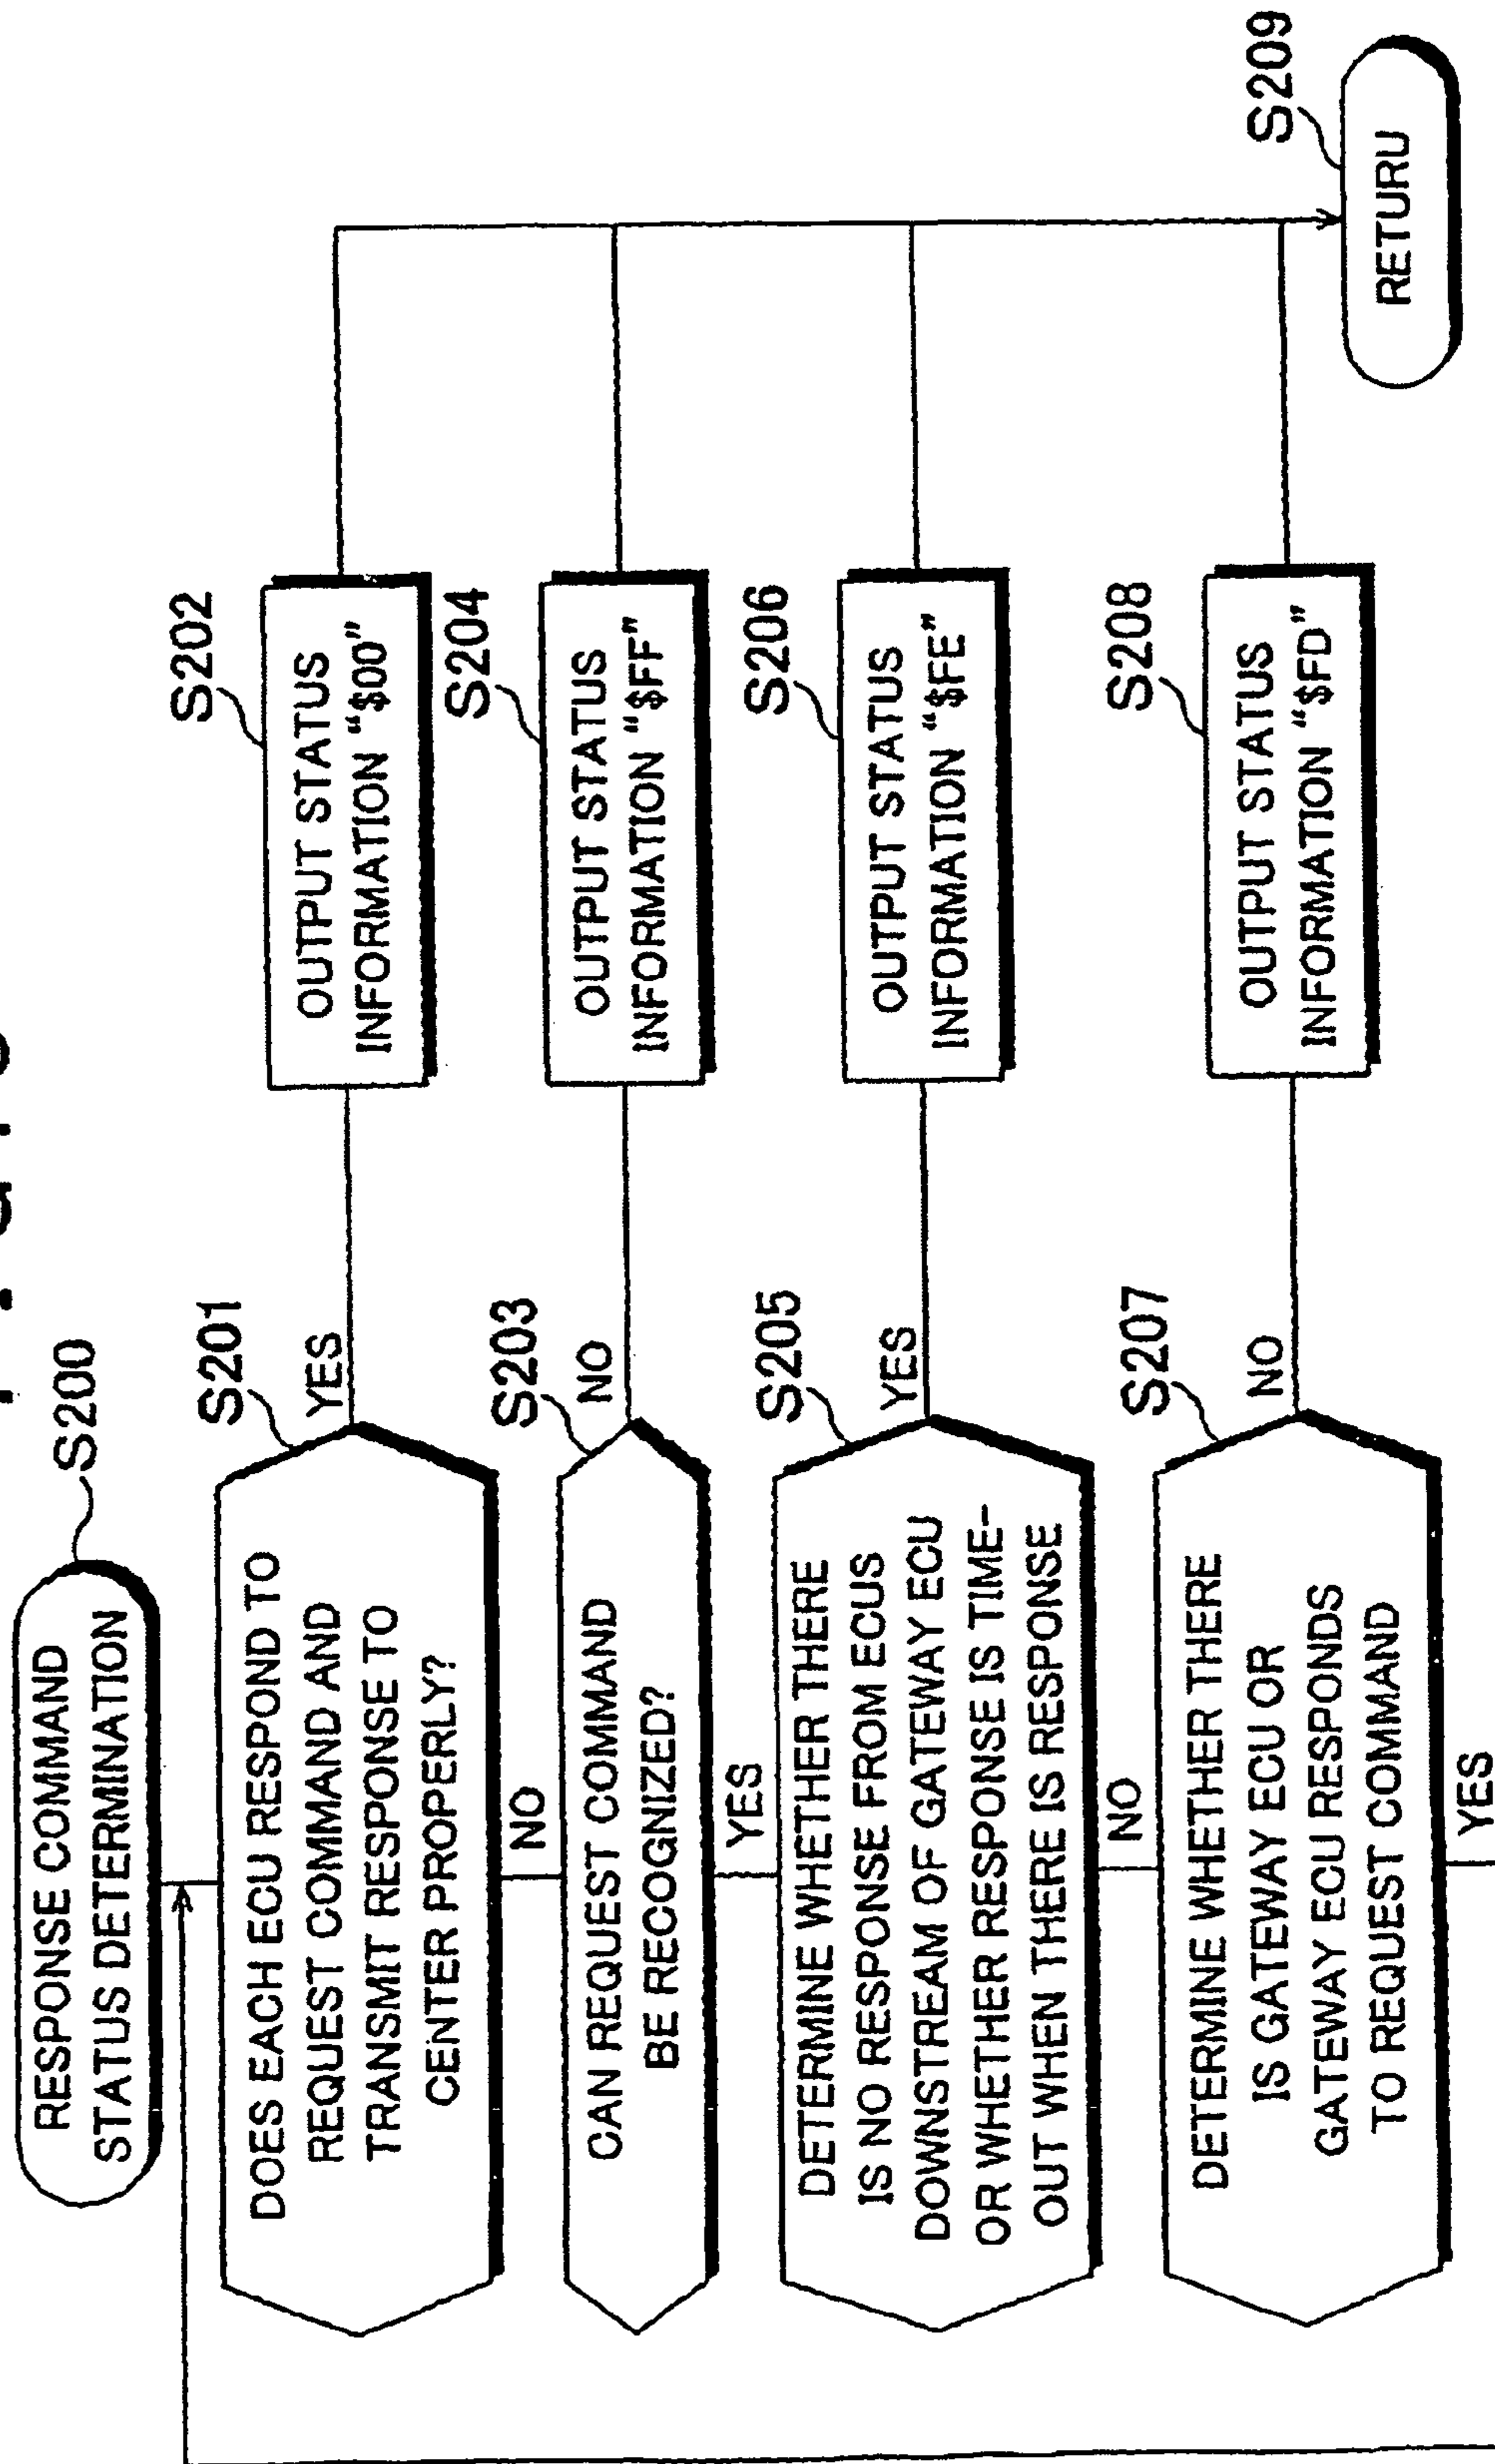 S200
RESPONSE COMMAND
STATUS DETERMINATION
S201
DOES EACH ECU RESPOND TO
REQUEST COMMAND AND
TRANSMIT RESPONSE TO
CENTER PROPERLY?
YES
S202
OUTPUT STATUS
INFORMATION “$00”
NO
S203
CAN REQUEST COMMAND
BE RECOGNIZED?
NO
S204
OUTPUT STATUS
INFORMATION “$FF”
YES
S205
DETERMINE WHETHER THERE
IS NO RESPONSE FROM ECUS
DOWNSTREAM OF GATEWAY ECU
OR WHETHER RESPONSE IS TIME-
OUT WHEN THERE IS RESPONSE
YES
S206
OUTPUT STATUS
INFORMATION “$FE”
NO
S207
DETERMINE WHETHER THERE
IS GATEWAY ECU OR
GATEWAY ECU RESPONDS
TO REQUEST COMMAND
NO
S208
OUTPUT STATUS
INFORMATION “$FD”
YES
S209
RETURU